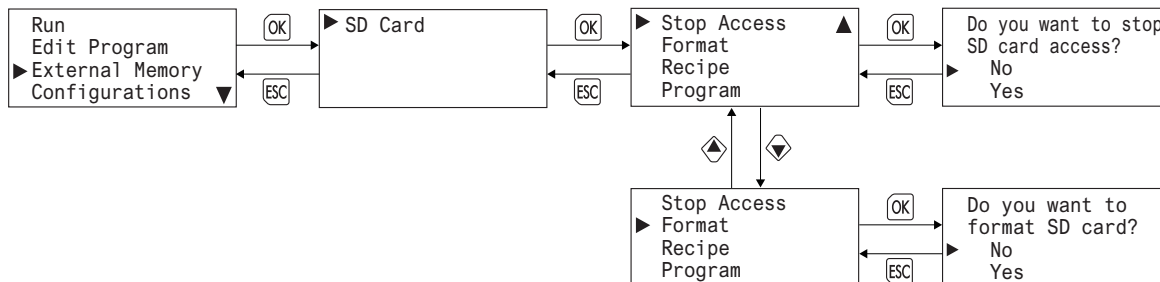 Run
Edit Program
External Memory
Configurations
OK
ESC
SD Card
OK
ESC
Stop Access
Format
Recipe
Program
OK
ESC
Do you want to stop
SD card access?
No
Yes
Stop Access
Format
Recipe
Program
OK
ESC
Do you want to
format SD card?
No
Yes